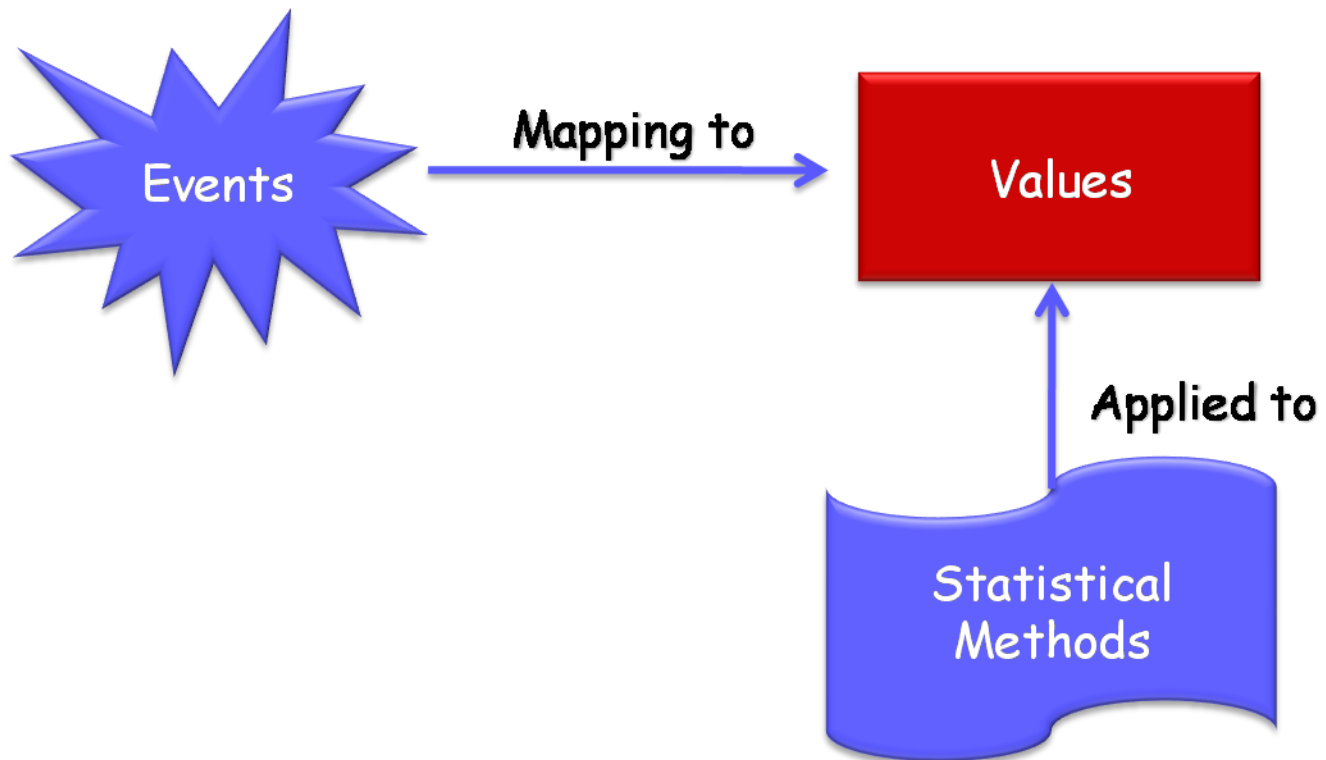 Events
Mapping to
Values
Applied to
Statistical
Methods